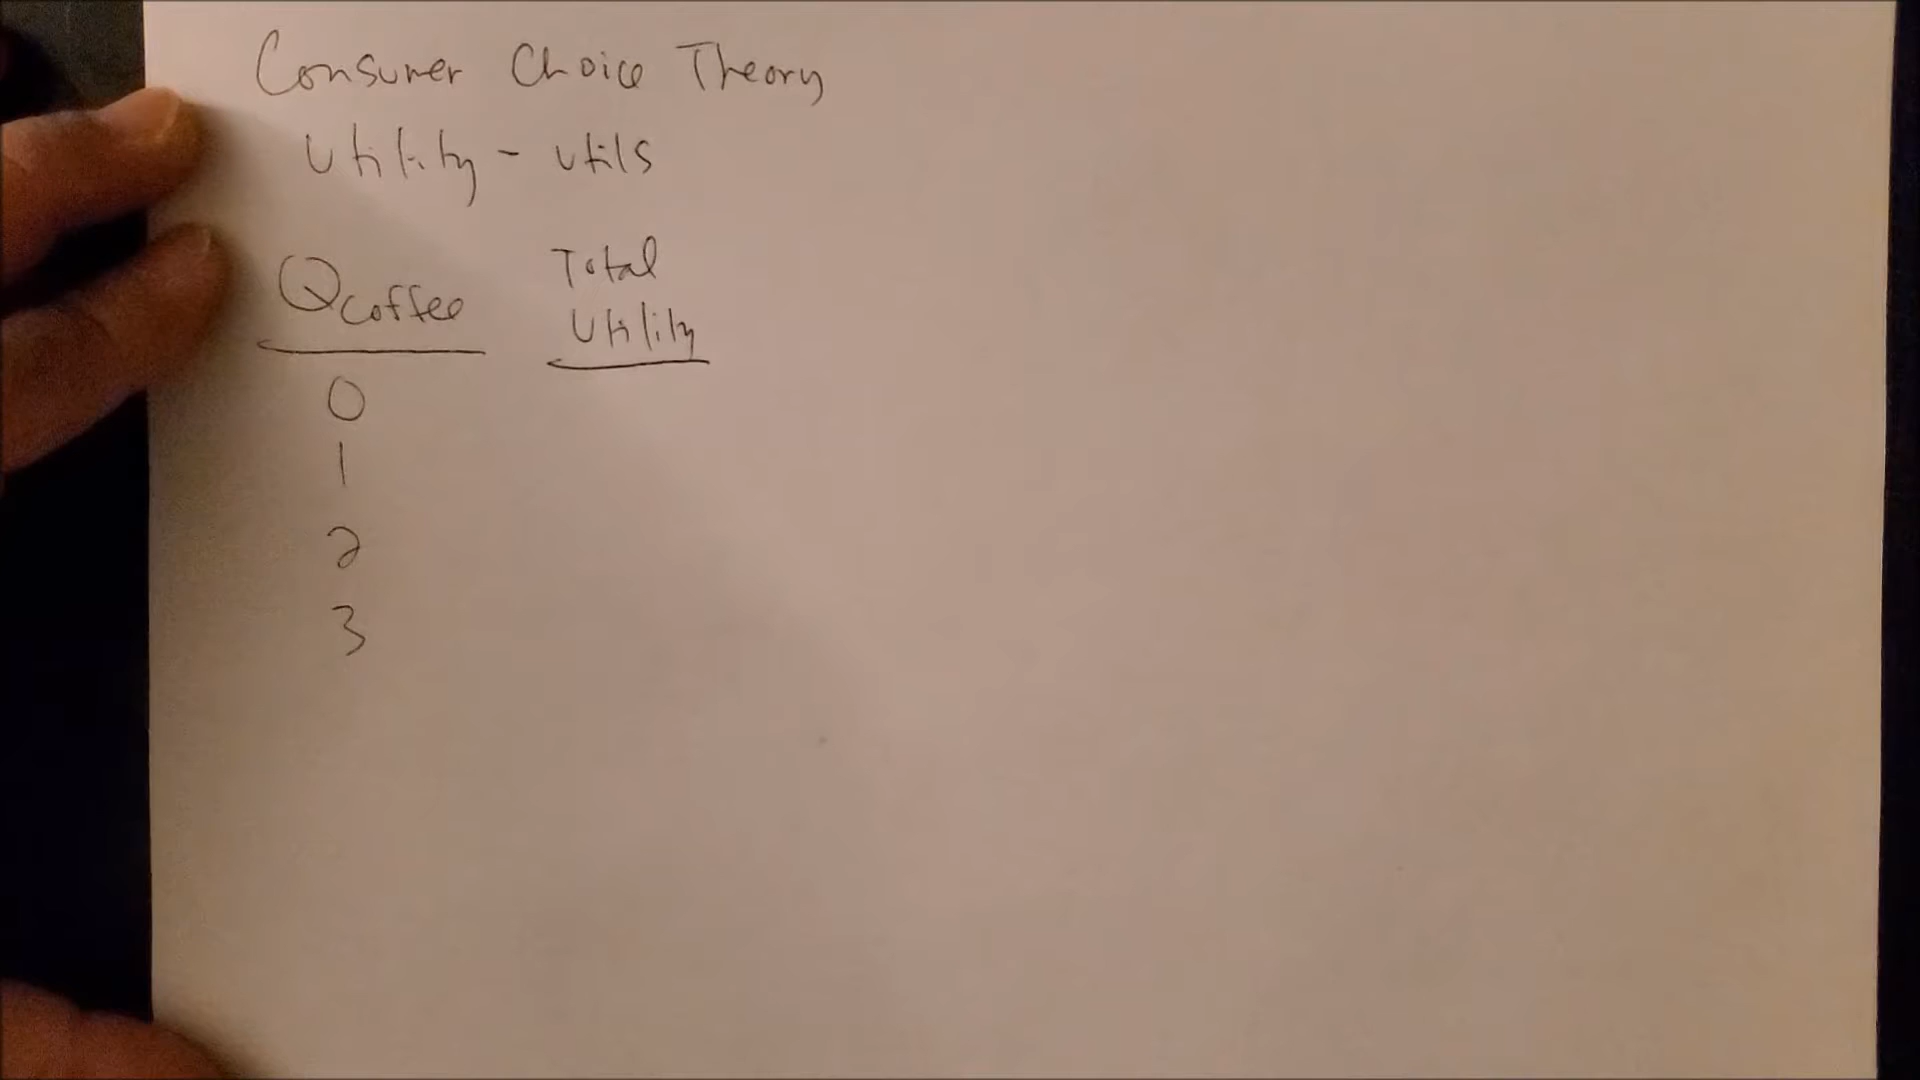 Consumer Choice Theory
Utility - utils
Qcoffee
Total
Utility
0
1
2
3